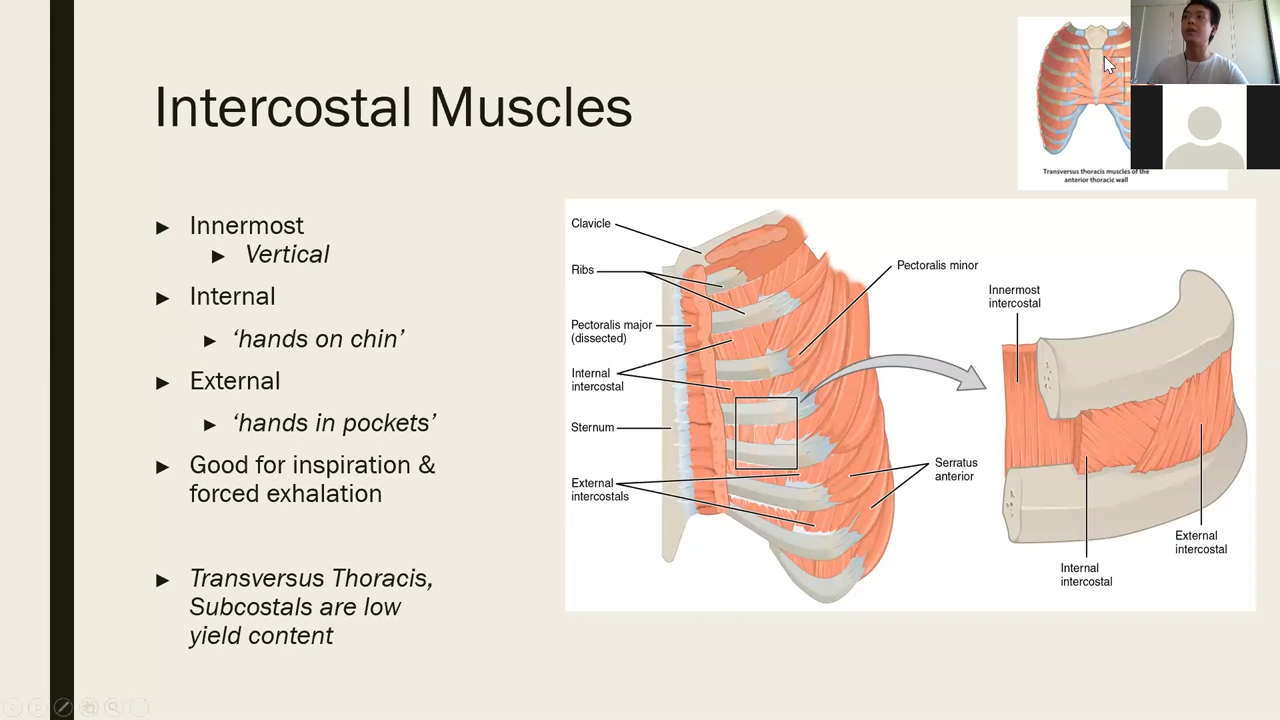 Intercostal Muscles
Innermost
Vertical
Internal
‘hands on chin’
External
‘hands in pockets’
Good for inspiration &
forced exhalation
Transversus Thoracis,
Subcostals are low
yield content
Transversus thoracis muscles of the
anterior thoracic wall
Clavicle
Ribs
Pectoralis major
(dissected)
Internal
intercostal
Sternum
External
intercostals
Pectoralis minor
Serratus
anterior
Innermost
intercostal
External
intercostal
Internal
intercostal